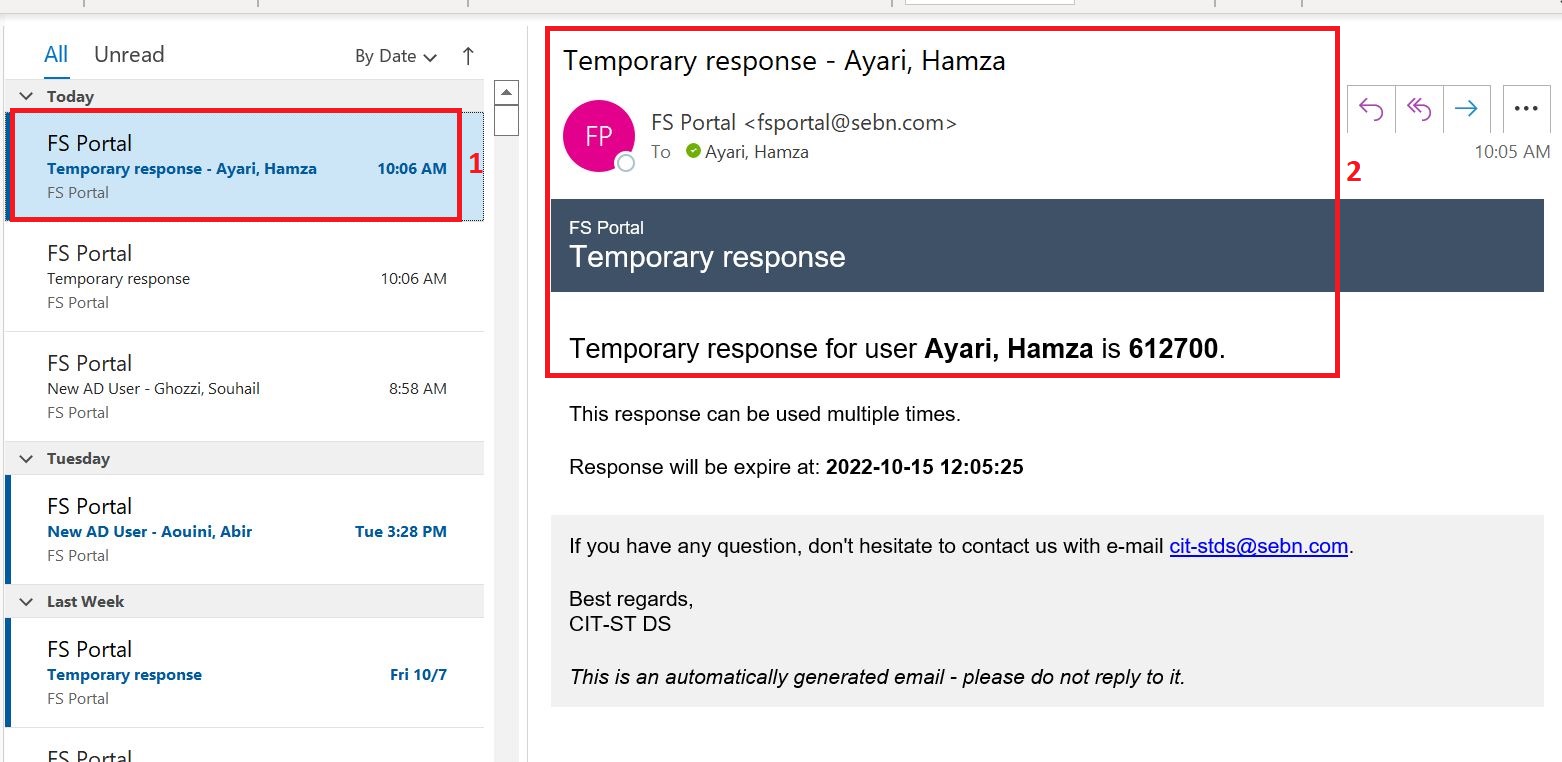 All Unread By Date
Today
FS Portal
Temporary response - Ayari, Hamza 10:06 AM
FS Portal
1
FS Portal
Temporary response 10:06 AM
FS Portal
FS Portal
New AD User - Ghozzi, Souhail 8:58 AM
FS Portal
Tuesday
FS Portal
New AD User - Aouini, Abir Tue 3:28 PM
FS Portal
Last Week
FS Portal
Temporary response Fri 10/7
FS Portal
FS Portal
Temporary response - Ayari, Hamza
FP
FS Portal <fsportal@sebn.com>
To Ayari, Hamza
10:05 AM
2
FS Portal
Temporary response
Temporary response for user Ayari, Hamza is 612700.
This response can be used multiple times.
Response will be expire at: 2022-10-15 12:05:25
If you have any question, don't hesitate to contact us with e-mail cit-stds@sebn.com.
Best regards,
CIT-ST DS
This is an automatically generated email - please do not reply to it.